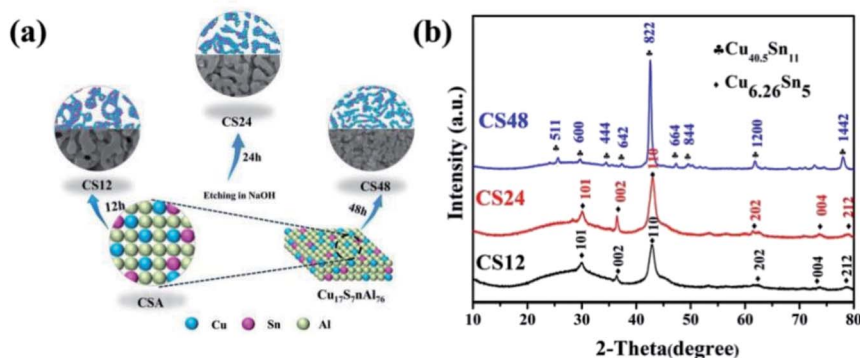 (a)
CS24
24h
CS12
CS48
Etching in NaOH
12h
48h
CSA
Cu₁₇S₇nAl₇₆
Cu Sn Al
(b)
Intensity (a.u.)
822
♣Cu₄₀.₅Sn₁₁
♦Cu₆.₂₆Sn₅
CS48
511 600 444 642 664 844 1200 1442
CS24
101 002 110 202 004 212
CS12
101 002 110 202 004 212
10 20 30 40 50 60 70 80
2-Theta(degree)